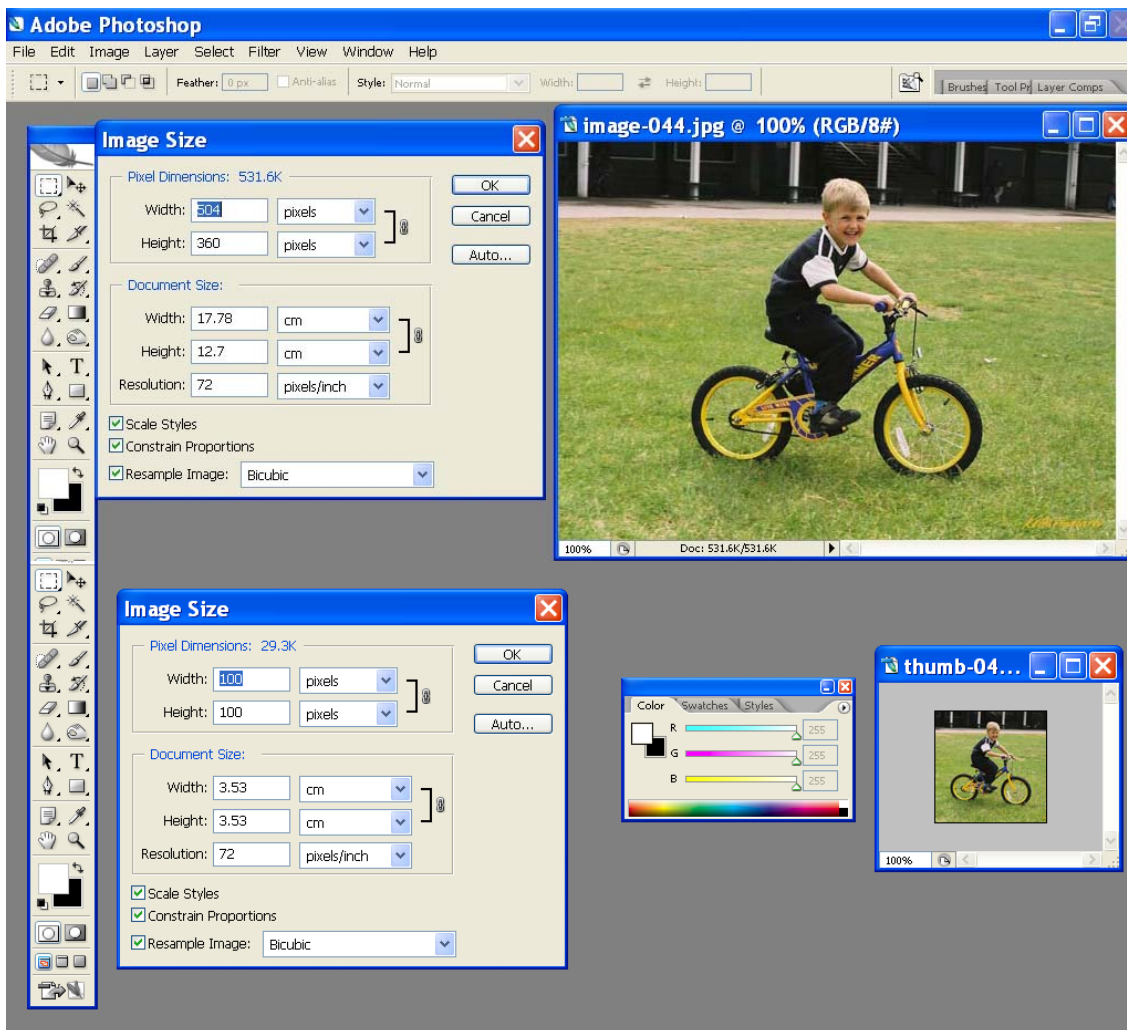 Adobe Photoshop
File Edit Image Layer Select Filter View Window Help
Feather: 0 px Anti-alias Style: Normal Width: Height: Brushes Tool Pr Layer Comps
Image Size
Pixel Dimensions: 531.6K
Width: 504 pixels
Height: 360 pixels
OK
Cancel
Auto...
Document Size:
Width: 17.78 cm
Height: 12.7 cm
Resolution: 72 pixels/inch
Scale Styles
Constrain Proportions
Resample Image: Bicubic
image-044.jpg @ 100% (RGB/8#)
100% Doc: 531.6K/531.6K
Image Size
Pixel Dimensions: 29.3K
Width: 100 pixels
Height: 100 pixels
OK
Cancel
Auto...
Document Size:
Width: 3.53 cm
Height: 3.53 cm
Resolution: 72 pixels/inch
Scale Styles
Constrain Proportions
Resample Image: Bicubic
Color Swatches Styles
R 255
G 255
B 255
thumb-04...
100%